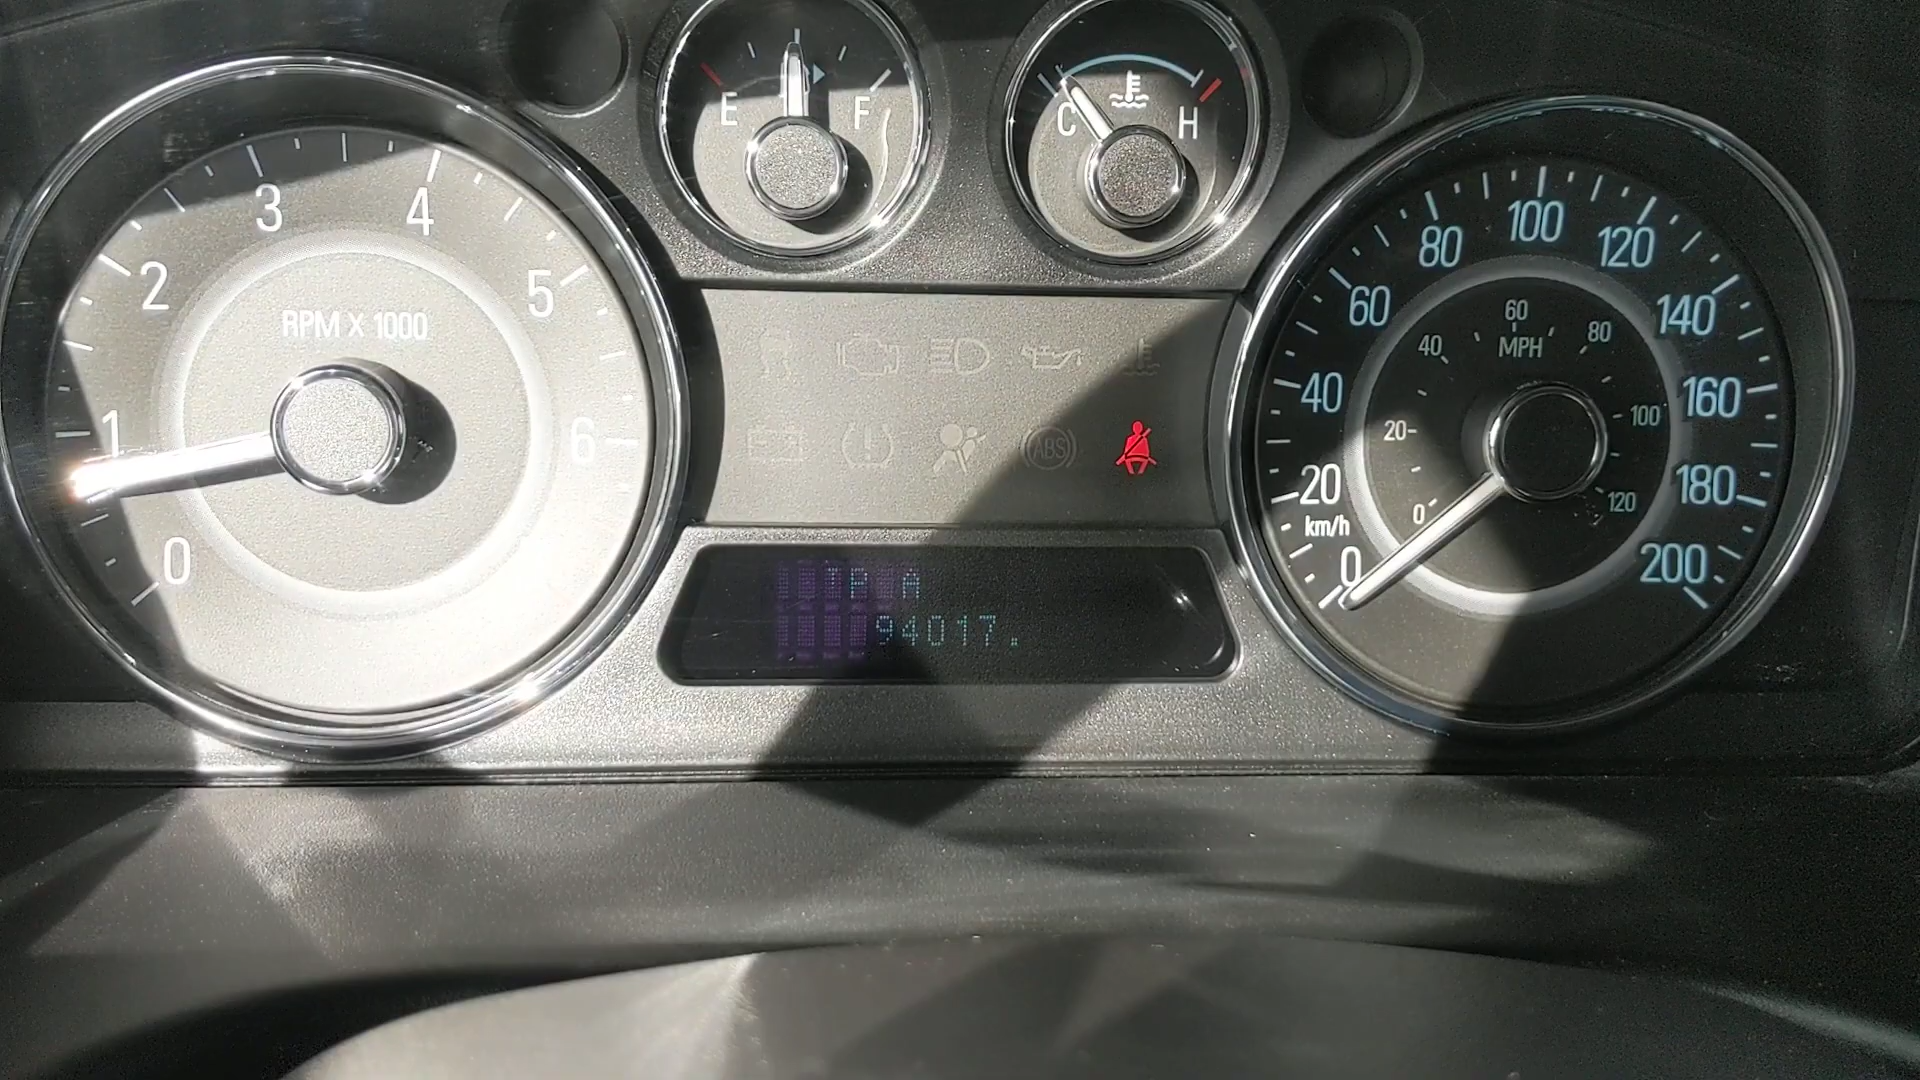 E F
C H
0 1 2 3 4 5 6
RPM X 1000
ABS
94017.
0 20 40 60 80 100 120 140 160 180 200
km/h
0 20 40 60 80 100 120
MPH